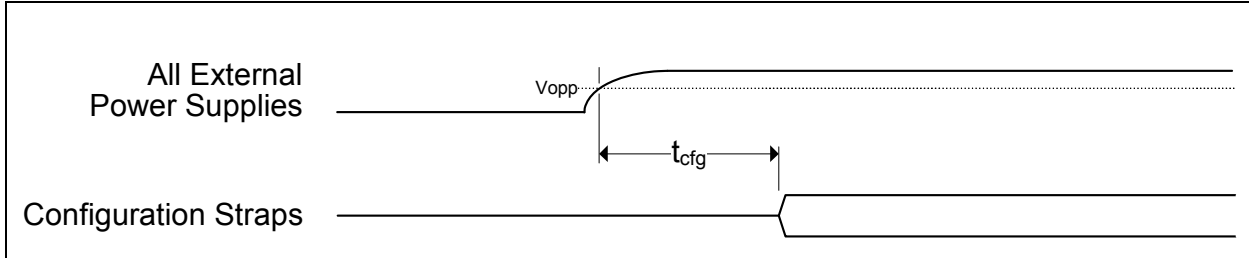 All External
Power Supplies
Vopp
tcfg
Configuration Straps